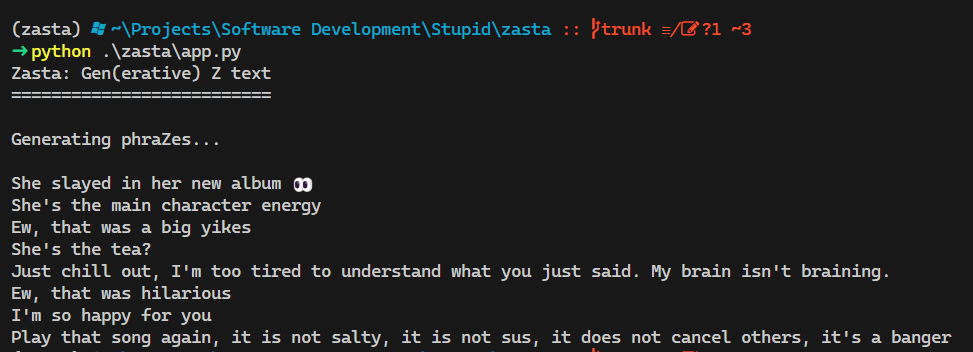 (zasta) ~\Projects\Software Development\Stupid\zasta :: trunk ≡/?1 ~3
➜ python .\zasta\app.py
Zasta: Gen(erative) Z text
==========================
Generating phraZes...
She slayed in her new album 👀
She's the main character energy
Ew, that was a big yikes
She's the tea?
Just chill out, I'm too tired to understand what you just said. My brain isn't braining.
Ew, that was hilarious
I'm so happy for you
Play that song again, it is not salty, it is not sus, it does not cancel others, it's a banger